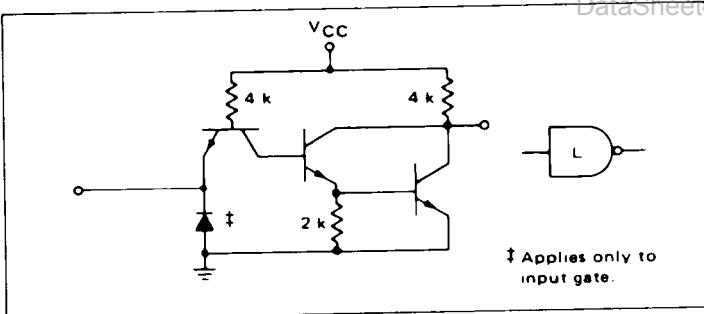 DataSheet
VCC
4 k
4 k
L
‡
2 k
‡ Applies only to
input gate.